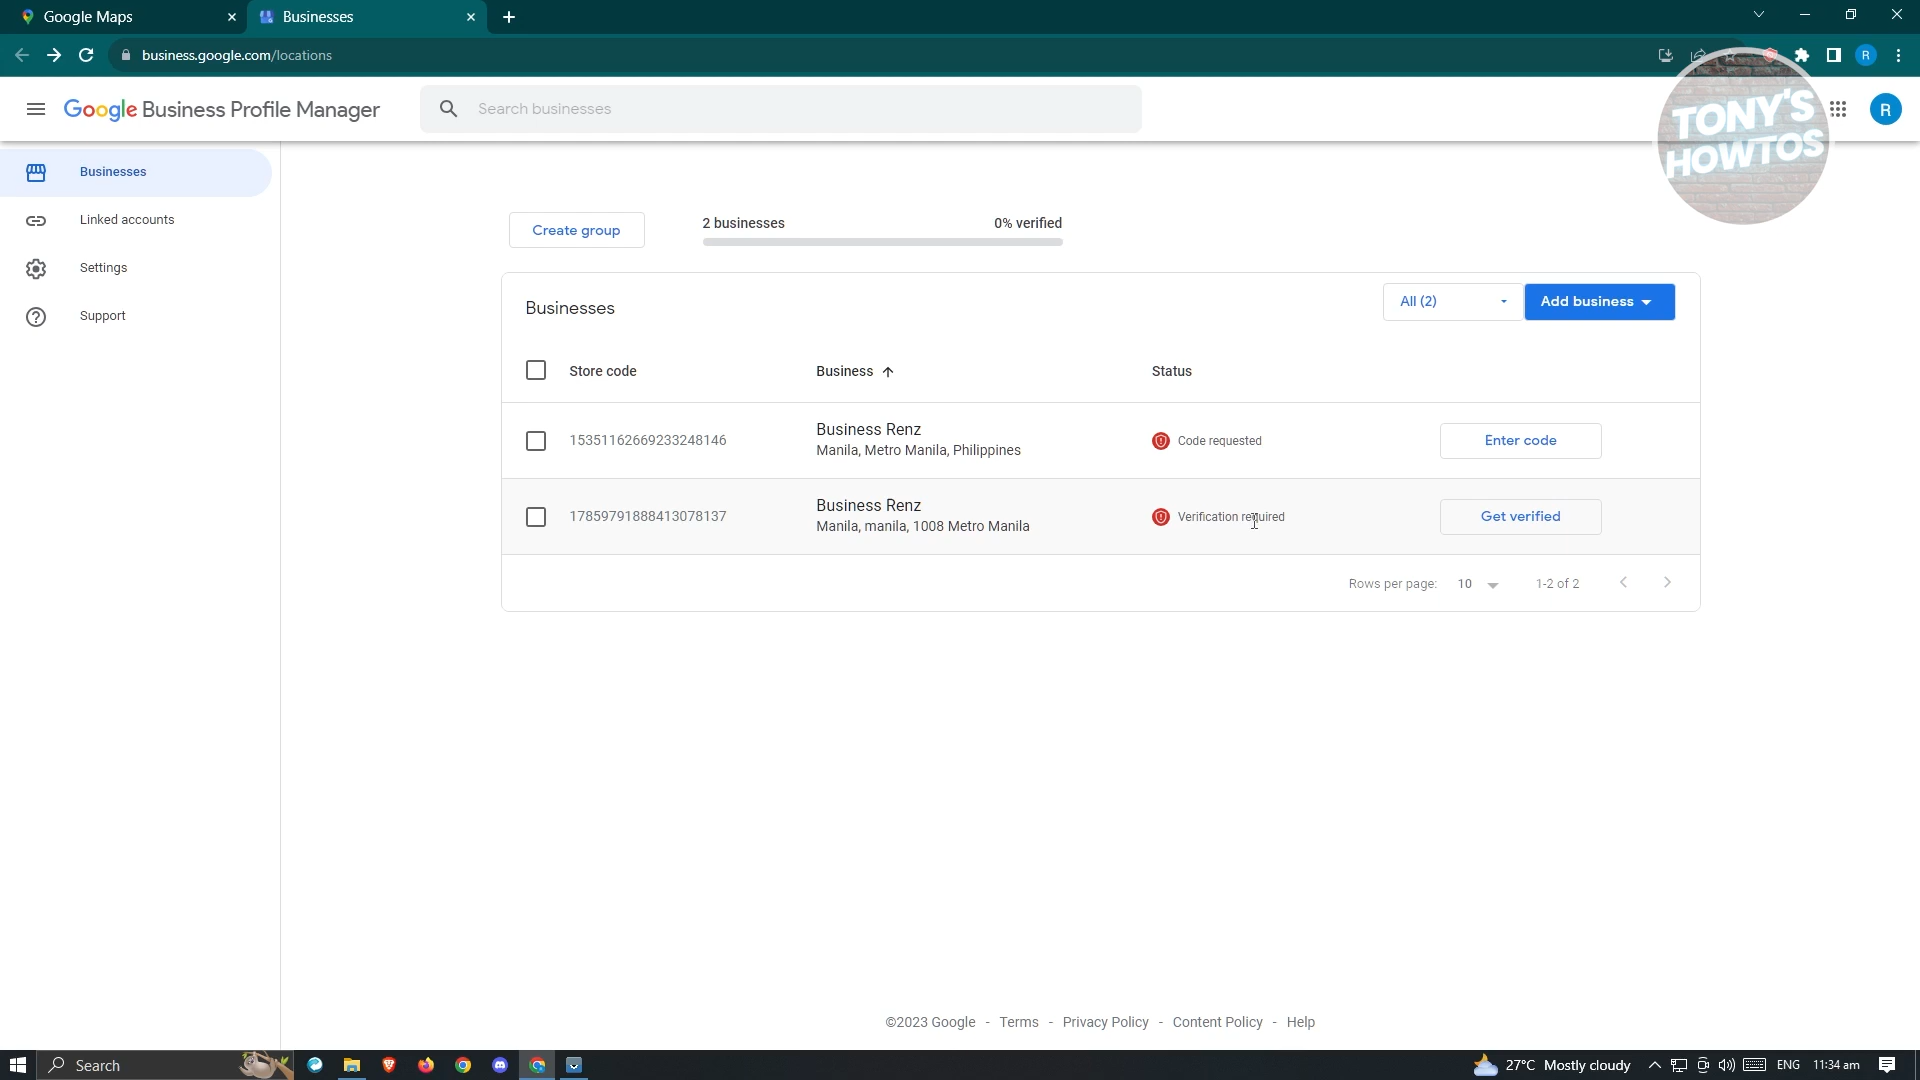 Google Maps
Businesses
business.google.com/locations
R
Google Business Profile Manager
Search businesses
R
TONY'S
HOWTOS
Businesses
Linked accounts
Settings
Support
Create group
2 businesses
0% verified
Businesses
All (2)
Add business
Store code
Business
Status
15351162669233248146
Business Renz
Manila, Metro Manila, Philippines
Code requested
Enter code
17859791888413078137
Business Renz
Manila, manila, 1008 Metro Manila
Verification required
Get verified
Rows per page:
10
1-2 of 2
©2023 Google - Terms - Privacy Policy - Content Policy - Help
Search
27°C Mostly cloudy
ENG
11:34 am